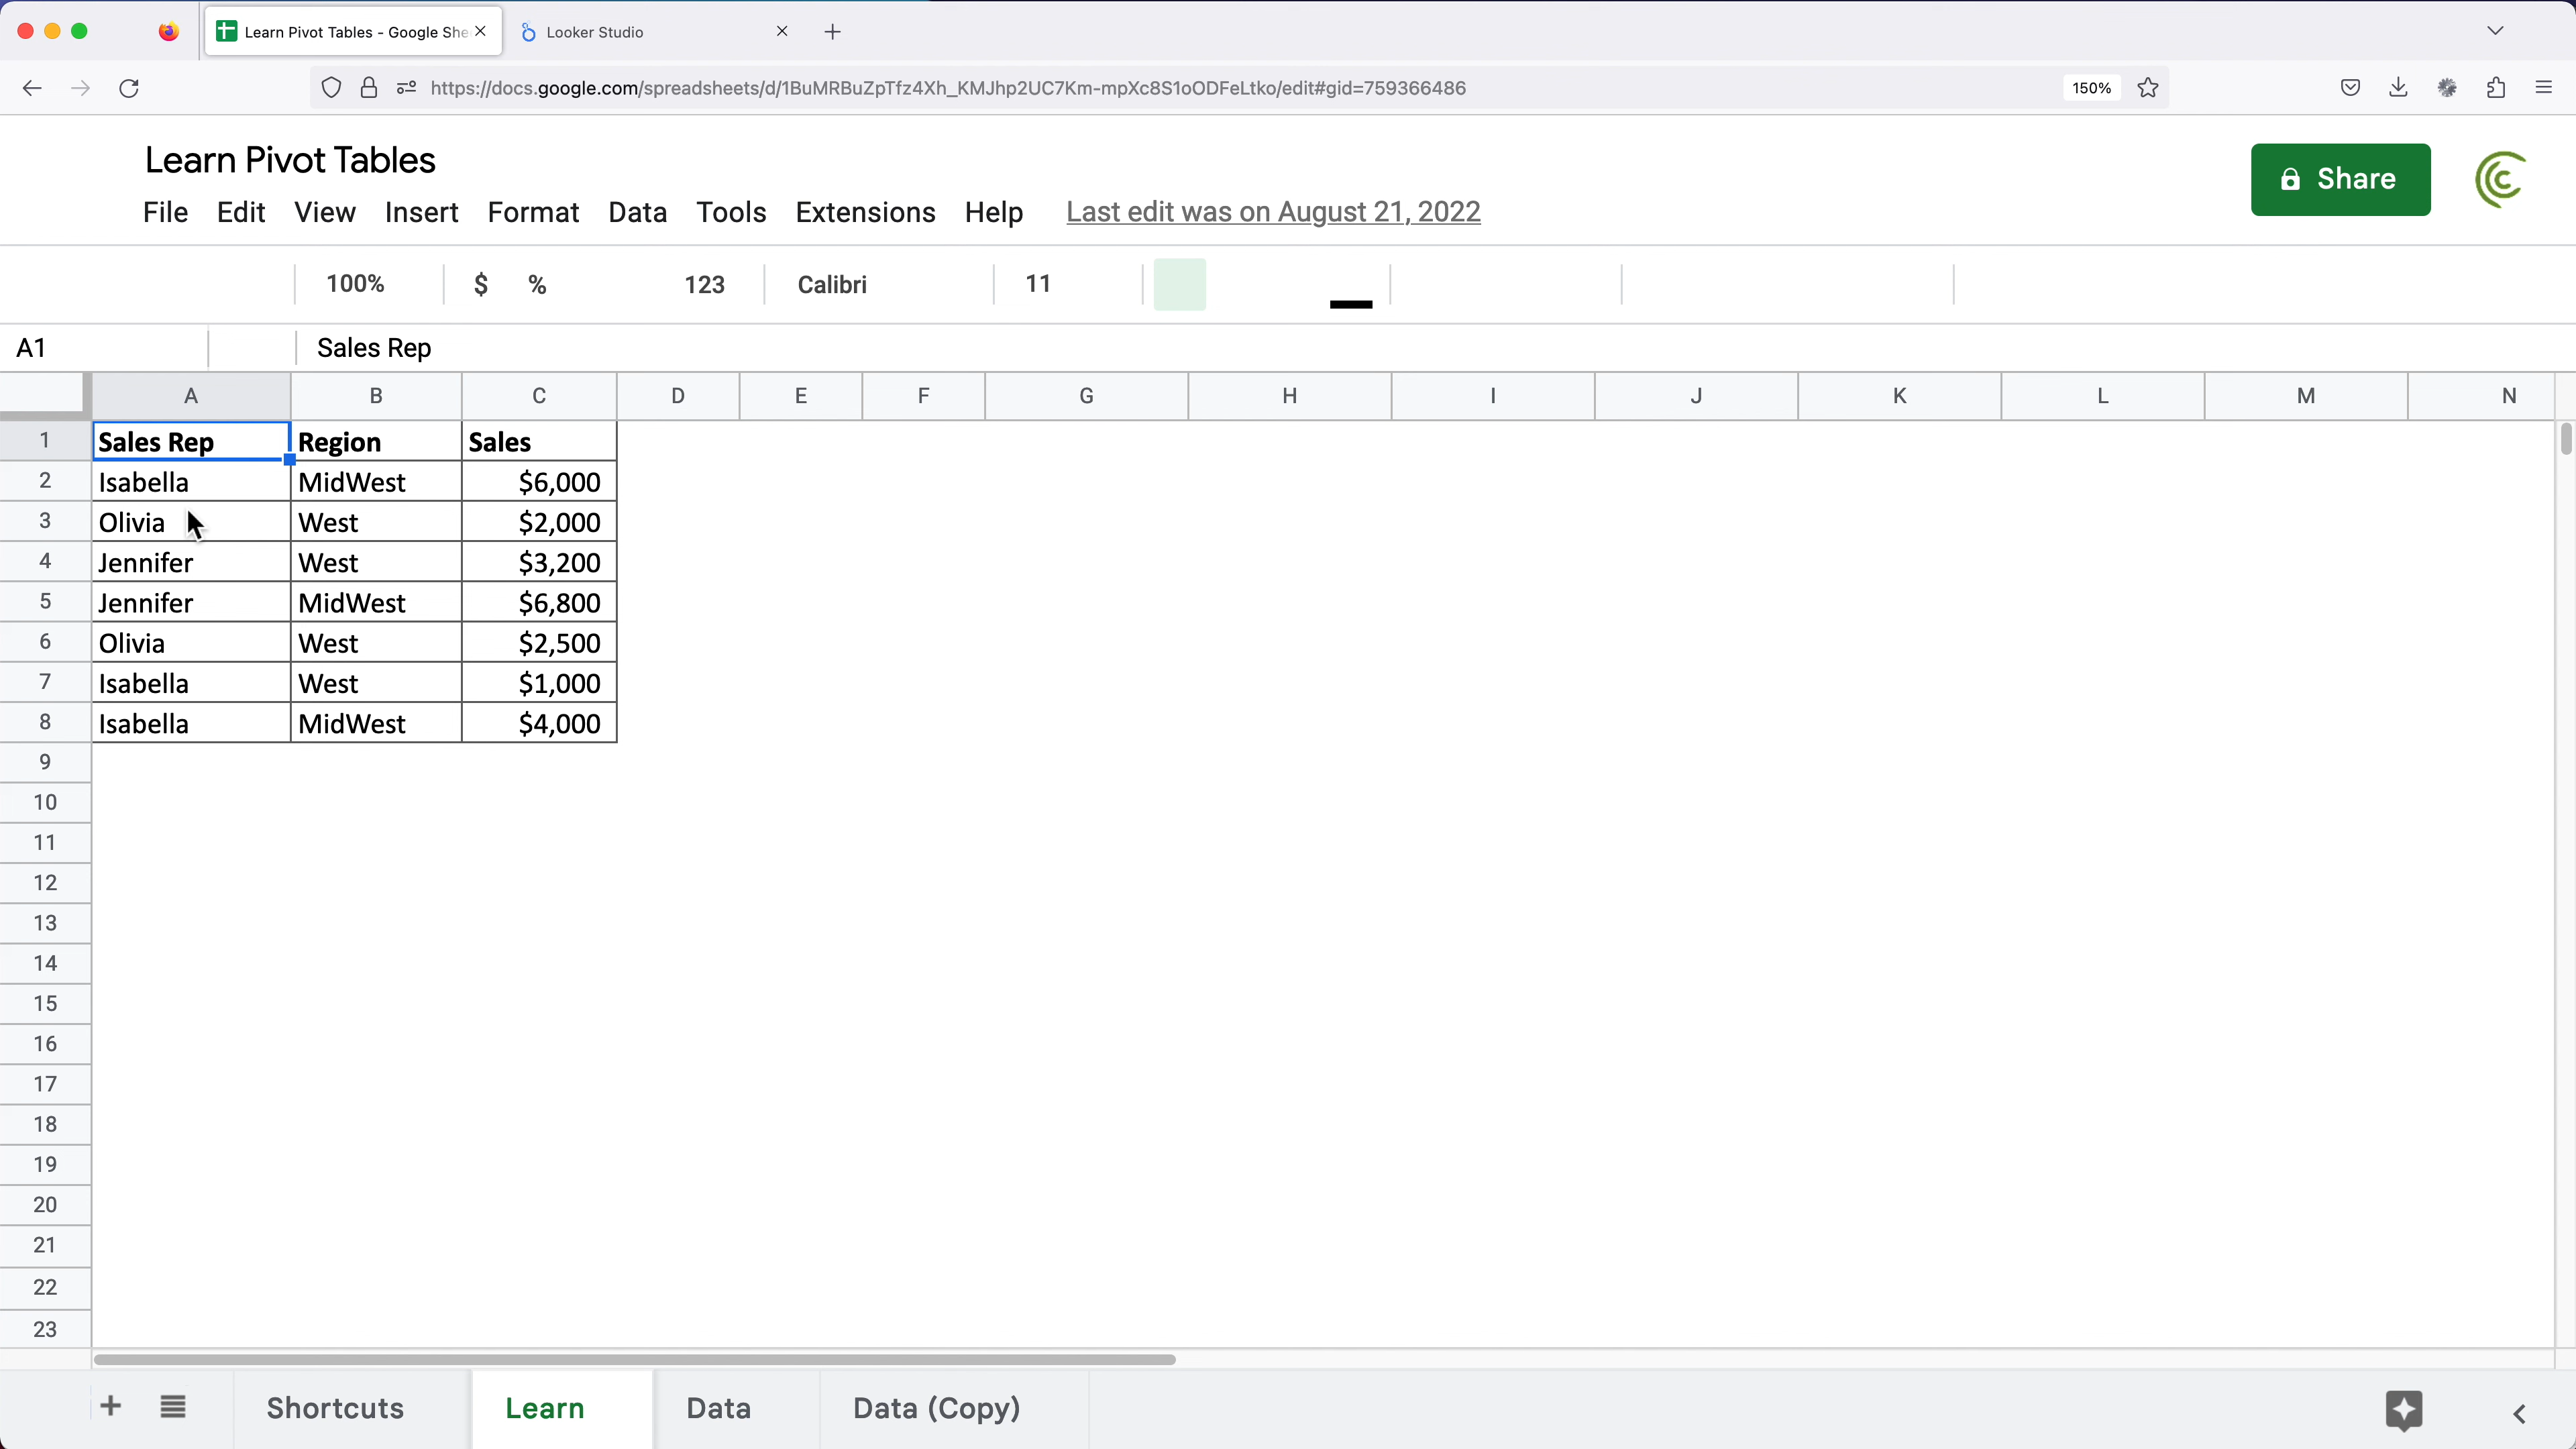 Learn Pivot Tables - Google She
Looker Studio
https://docs.google.com/spreadsheets/d/1BuMRBuZpTfz4Xh_KMJhp2UC7Km-mpXc8S1oODFeLtko/edit#gid=759366486
150%
Learn Pivot Tables
Share
File Edit View Insert Format Data Tools Extensions Help Last edit was on August 21, 2022
100% $ % 123 Calibri 11
A1 Sales Rep
A B C D E F G H I J K L M N
1 Sales Rep Region Sales
2 Isabella MidWest $6,000
3 Olivia West $2,000
4 Jennifer West $3,200
5 Jennifer MidWest $6,800
6 Olivia West $2,500
7 Isabella West $1,000
8 Isabella MidWest $4,000
9
10
11
12
13
14
15
16
17
18
19
20
21
22
23
Shortcuts Learn Data Data (Copy)